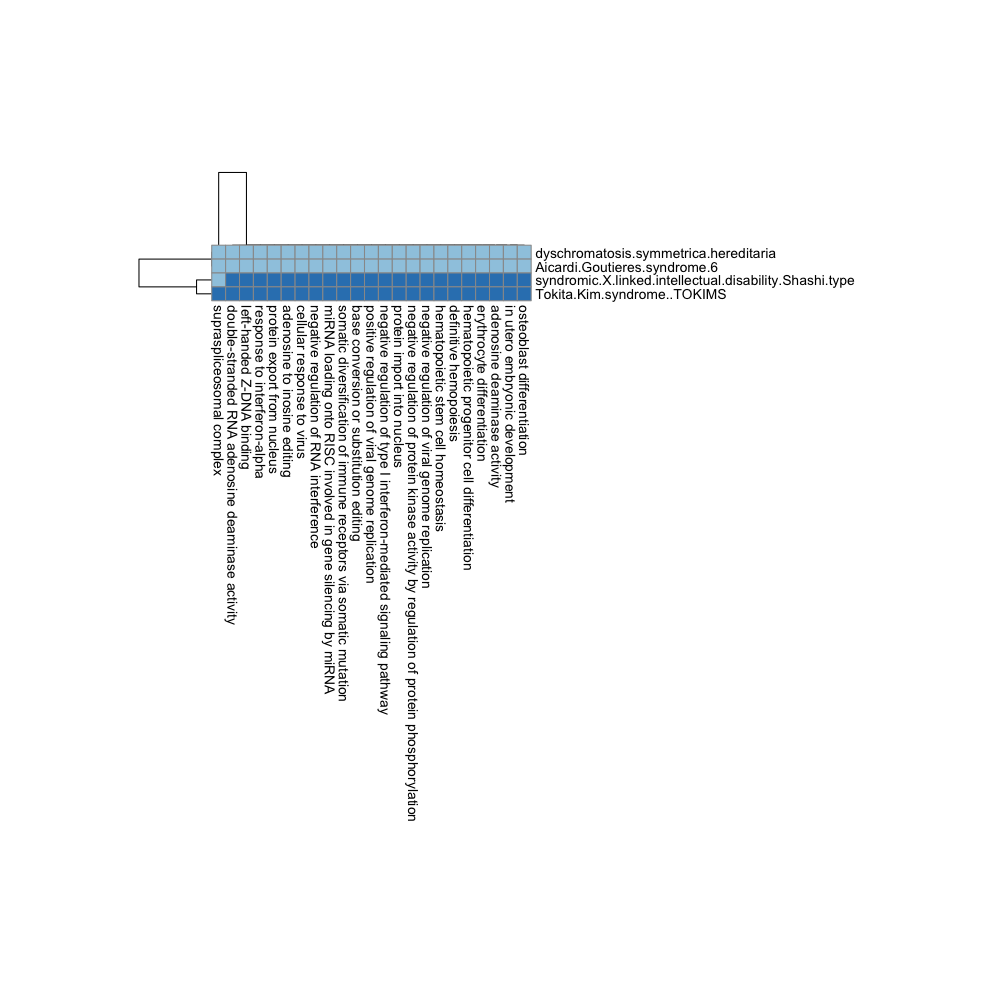 dyschromatosis.symmetrica.hereditaria
Aicardi.Goutieres.syndrome.6
syndromic.X.linked.intellectual.disability.Shashi.type
Tokita.Kim.syndrome..TOKIMS
supraspliceosomal complex
double-stranded RNA adenosine deaminase activity
left-handed Z-DNA binding
response to interferon-alpha
protein export from nucleus
adenosine to inosine editing
cellular response to virus
negative regulation of RNA interference
miRNA loading onto RISC involved in gene silencing by miRNA
somatic diversification of immune receptors via somatic mutation
base conversion or substitution editing
positive regulation of viral genome replication
negative regulation of type I interferon-mediated signaling pathway
protein import into nucleus
negative regulation of protein kinase activity by regulation of protein phosphorylation
negative regulation of viral genome replication
hematopoietic stem cell homeostasis
definitive hemopoiesis
hematopoietic progenitor cell differentiation
erythrocyte differentiation
adenosine deaminase activity
in utero embryonic development
osteoblast differentiation